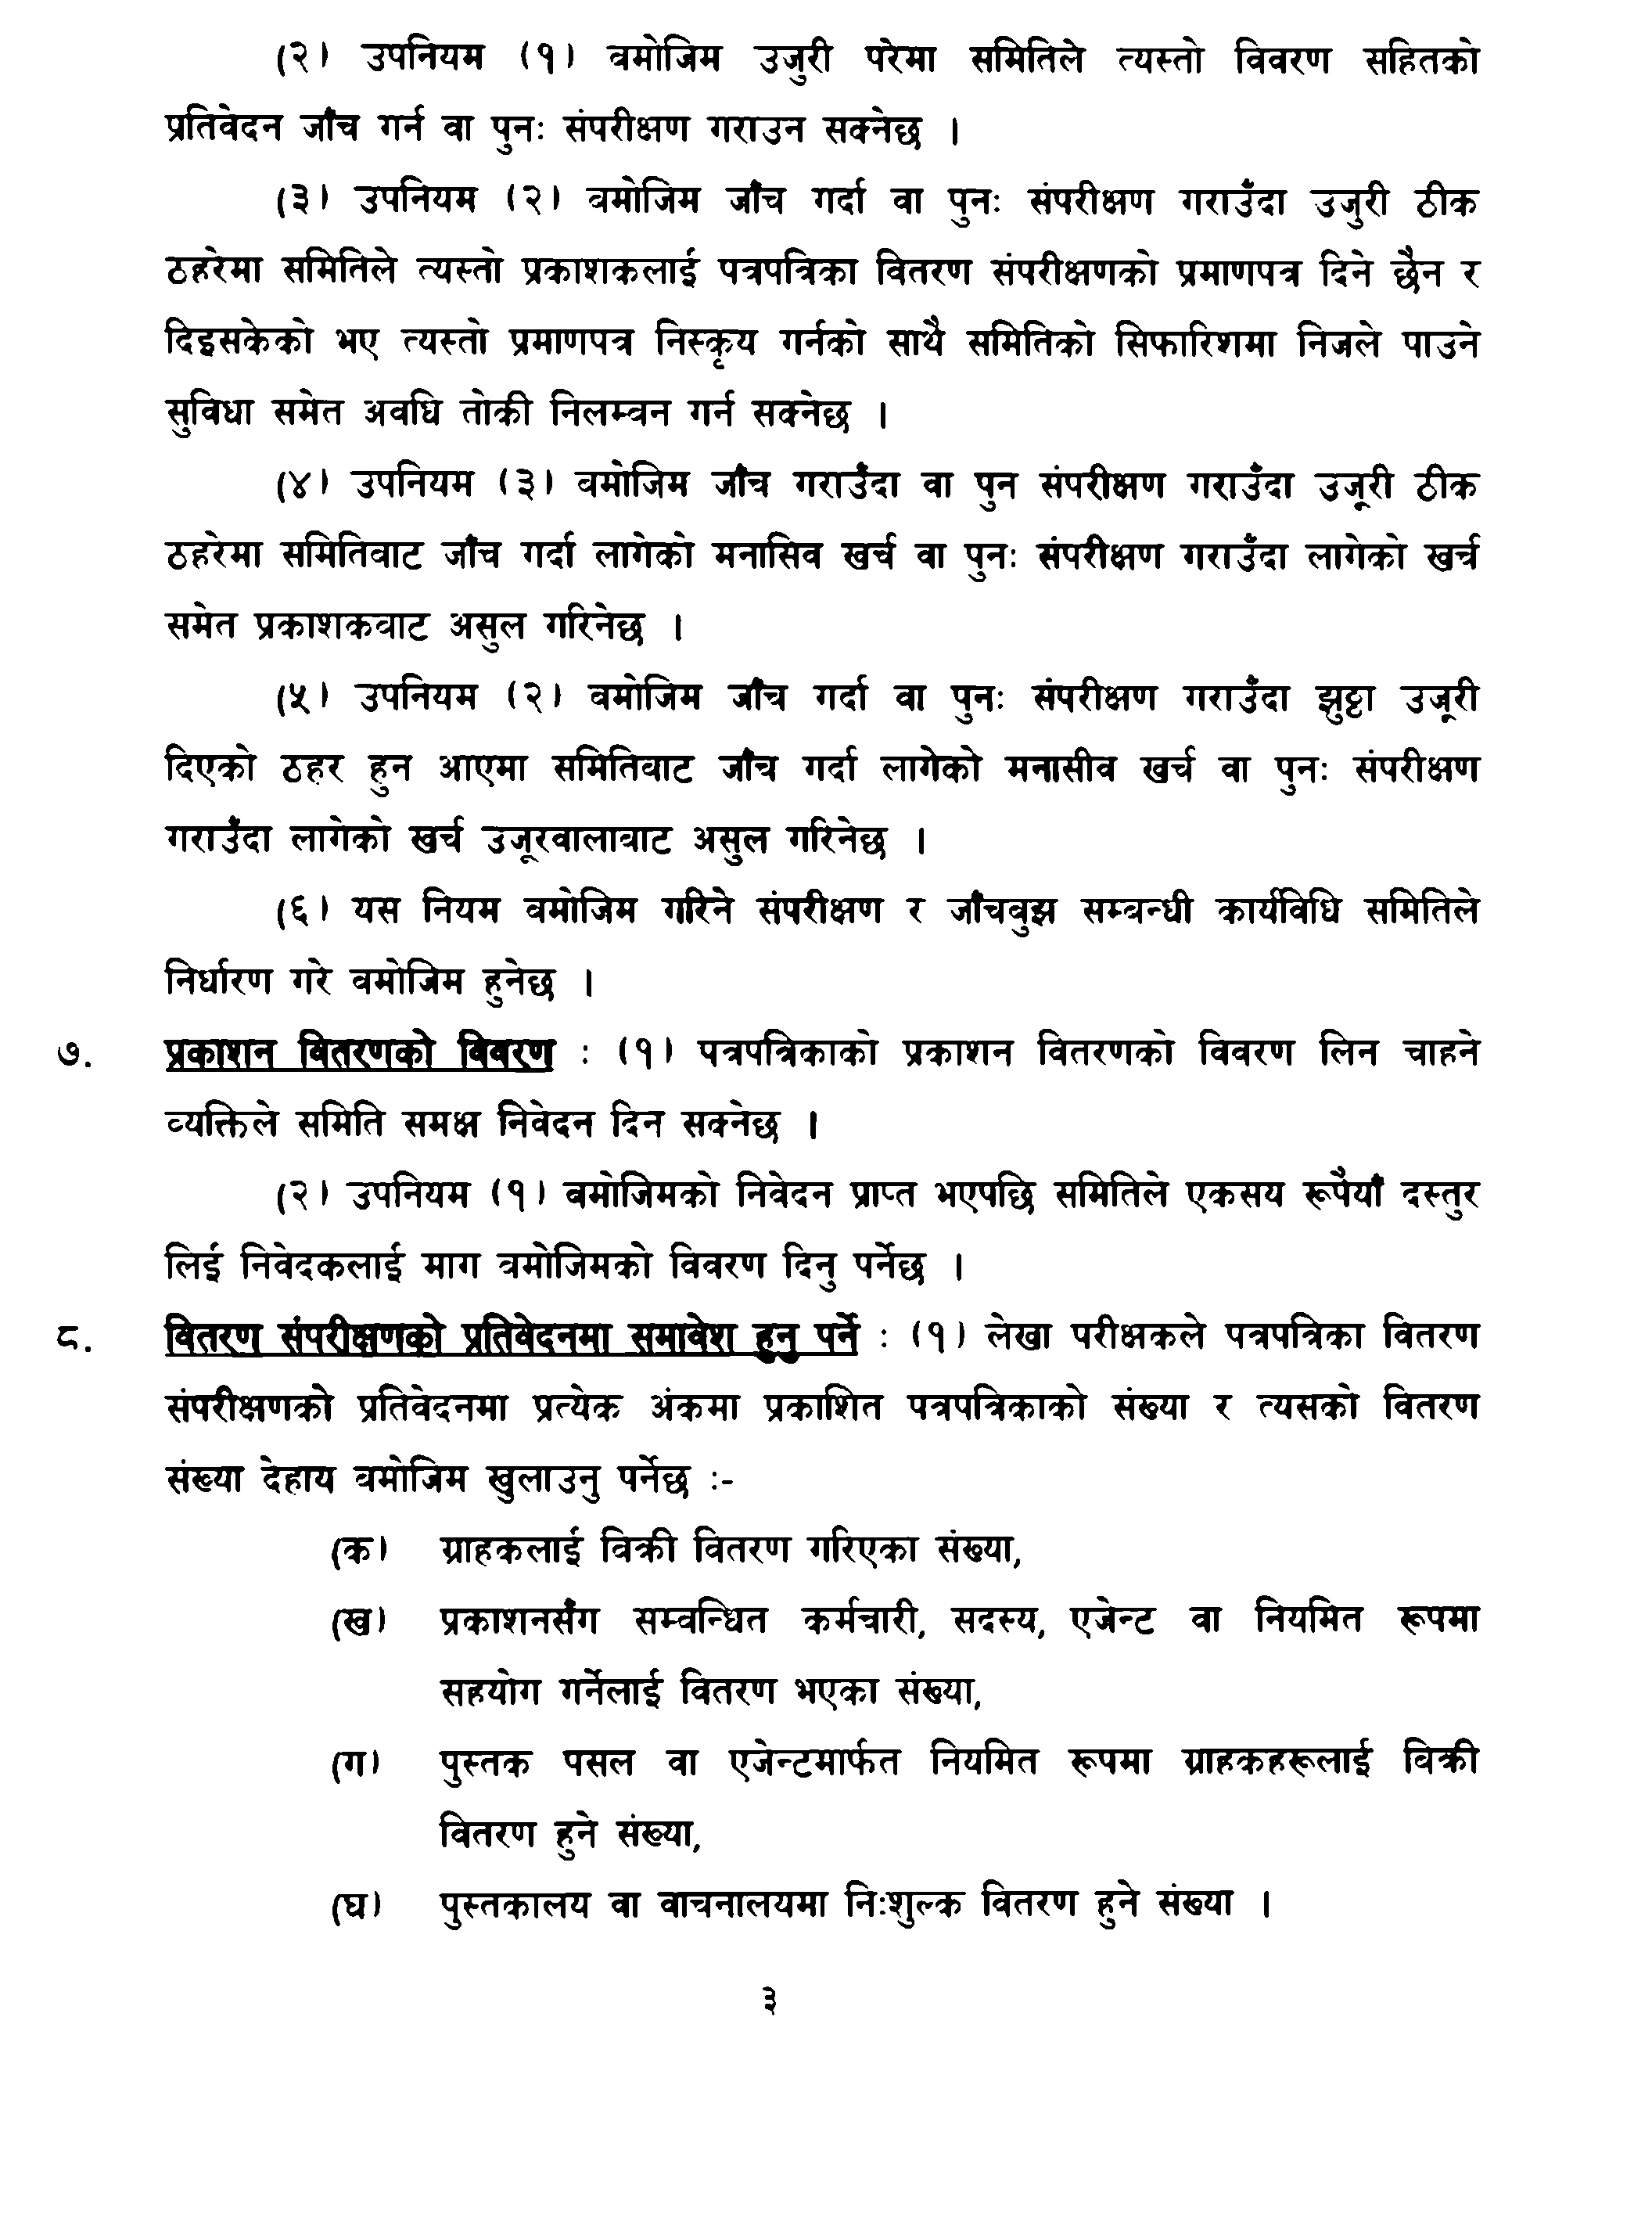 (२) उपनियम (१) बमोजिम उजुरी परेमा समितिले त्यस्तो विवरण सहितको
प्रतिवेदन जाँच गर्न वा पुनः संपरीक्षण गराउन सक्नेछ ।
(३) उपनियम (२) बमोजिम जाँच गर्दा वा पुनः संपरीक्षण गराउँदा उजुरी ठीक
ठहरेमा समितिले त्यस्तो प्रकाशकलाई पत्रपत्रिका वितरण संपरीक्षणको प्रमाणपत्र दिने छैन र
दिइसकेको भए त्यस्तो प्रमाणपत्र निस्कृय गर्नको साथै समितिको सिफारिशमा निजले पाउने
सुविधा समेत अवधि तोकी निलम्बन गर्न सक्नेछ ।
(४) उपनियम (३) बमोजिम जाँच गराउँदा वा पुन संपरीक्षण गराउँदा उजूरी ठीक
ठहरेमा समितिबाट जाँच गर्दा लागेको मनासिव खर्च वा पुनः संपरीक्षण गराउँदा लागेको खर्च
समेत प्रकाशकबाट असुल गरिनेछ ।
(५) उपनियम (२) बमोजिम जाँच गर्दा वा पुनः संपरीक्षण गराउँदा झुट्टा उजूरी
दिएको ठहर हुन आएमा समितिबाट जाँच गर्दा लागेको मनासीव खर्च वा पुनः संपरीक्षण
गराउँदा लागेको खर्च उजूरवालाबाट असुल गरिनेछ ।
(६) यस नियम बमोजिम गरिने संपरीक्षण र जाँचबुझ सम्बन्धी कार्यविधि समितिले
निर्धारण गरे बमोजिम हुनेछ ।
७. प्रकाशन वितरणको विवरण : (१) पत्रपत्रिकाको प्रकाशन वितरणको विवरण लिन चाहने
व्यक्तिले समिति समक्ष निवेदन दिन सक्नेछ ।
(२) उपनियम (१) बमोजिमको निवेदन प्राप्त भएपछि समितिले एकसय रूपैयाँ दस्तुर
लिई निवेदकलाई माग बमोजिमको विवरण दिनु पर्नेछ ।
८. वितरण संपरीक्षणको प्रतिवेदनमा समावेश हुनु पर्ने : (१) लेखा परीक्षकले पत्रपत्रिका वितरण
संपरीक्षणको प्रतिवेदनमा प्रत्येक अंकमा प्रकाशित पत्रपत्रिकाको संख्या र त्यसको वितरण
संख्या देहाय बमोजिम खुलाउनु पर्नेछ :-
(क) ग्राहकलाई विक्री वितरण गरिएका संख्या,
(ख) प्रकाशनसँग सम्बन्धित कर्मचारी, सदस्य, एजेन्ट वा नियमित रूपमा
सहयोग गर्नेलाई वितरण भएका संख्या,
(ग) पुस्तक पसल वा एजेन्टमार्फत नियमित रूपमा ग्राहकहरूलाई बिक्री
वितरण हुने संख्या,
(घ) पुस्तकालय वा वाचनालयमा निःशुल्क वितरण हुने संख्या ।
३